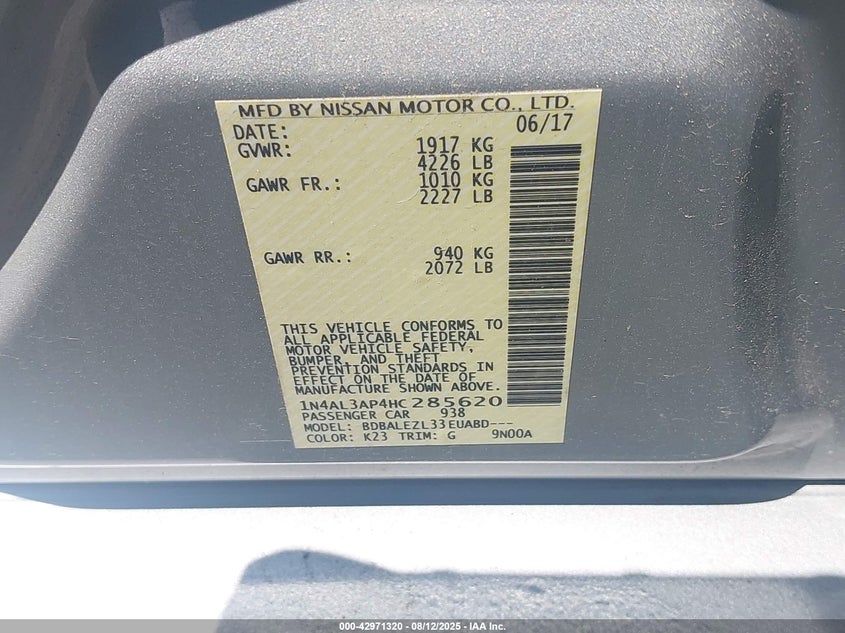 MFD BY NISSAN MOTOR CO., LTD.
DATE: 06/17
GVWR: 1917 KG
4226 LB
GAWR FR.: 1010 KG
2227 LB
GAWR RR.: 940 KG
2072 LB
THIS VEHICLE CONFORMS TO
ALL APPLICABLE FEDERAL
MOTOR VEHICLE SAFETY,
BUMPER, AND THEFT
PREVENTION STANDARDS IN
EFFECT ON THE DATE OF
MANUFACTURE SHOWN ABOVE.
1N4AL3AP4HC285620
PASSENGER CAR 938
MODEL: BDBALEZL33EUABD---
COLOR: K23 TRIM: G 9N00A
000-42971320 - 08/12/2025 - IAA Inc.